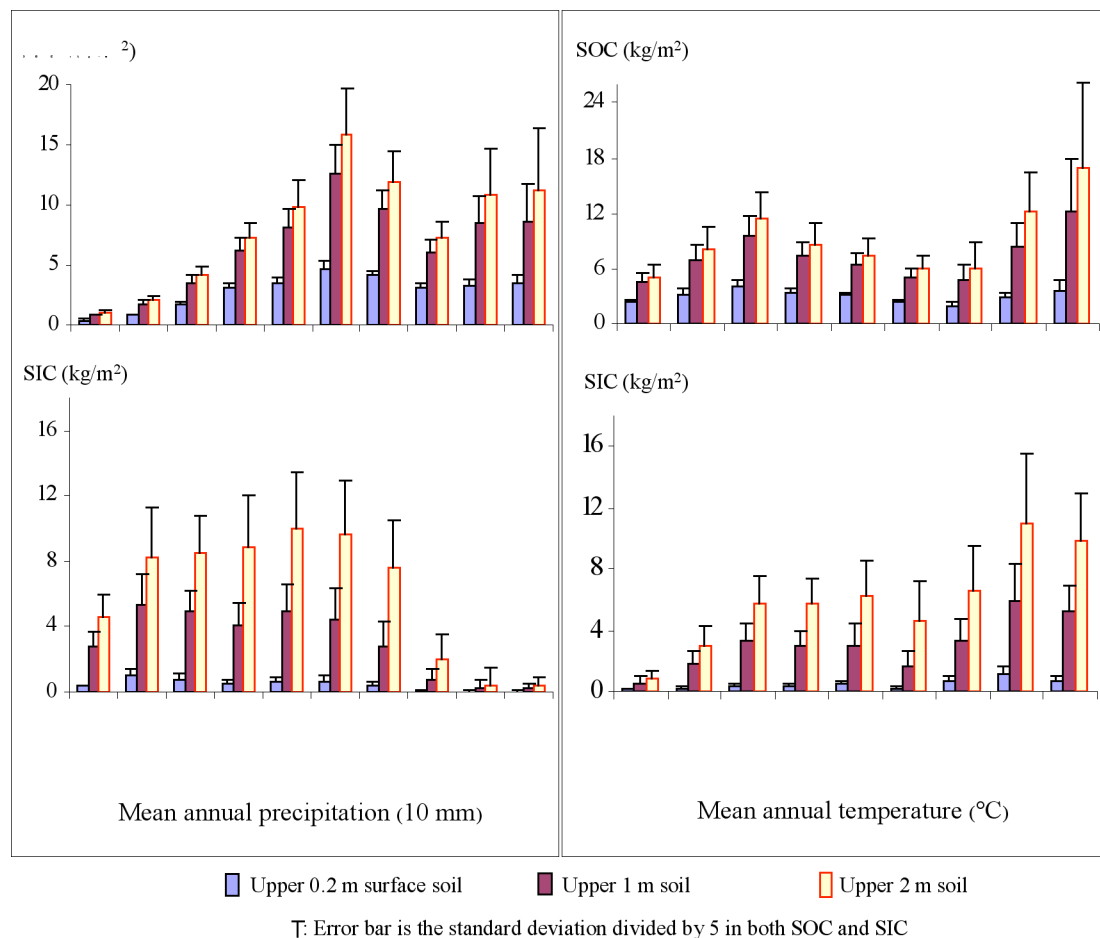 ²)
20
15
10
5
0
SIC (kg/m²)
16
12
8
4
0
Mean annual precipitation (10 mm)
SOC (kg/m²)
24
18
12
6
0
SIC (kg/m²)
16
12
8
4
0
Mean annual temperature (°C)
Upper 0.2 m surface soil
Upper 1 m soil
Upper 2 m soil
T: Error bar is the standard deviation divided by 5 in both SOC and SIC